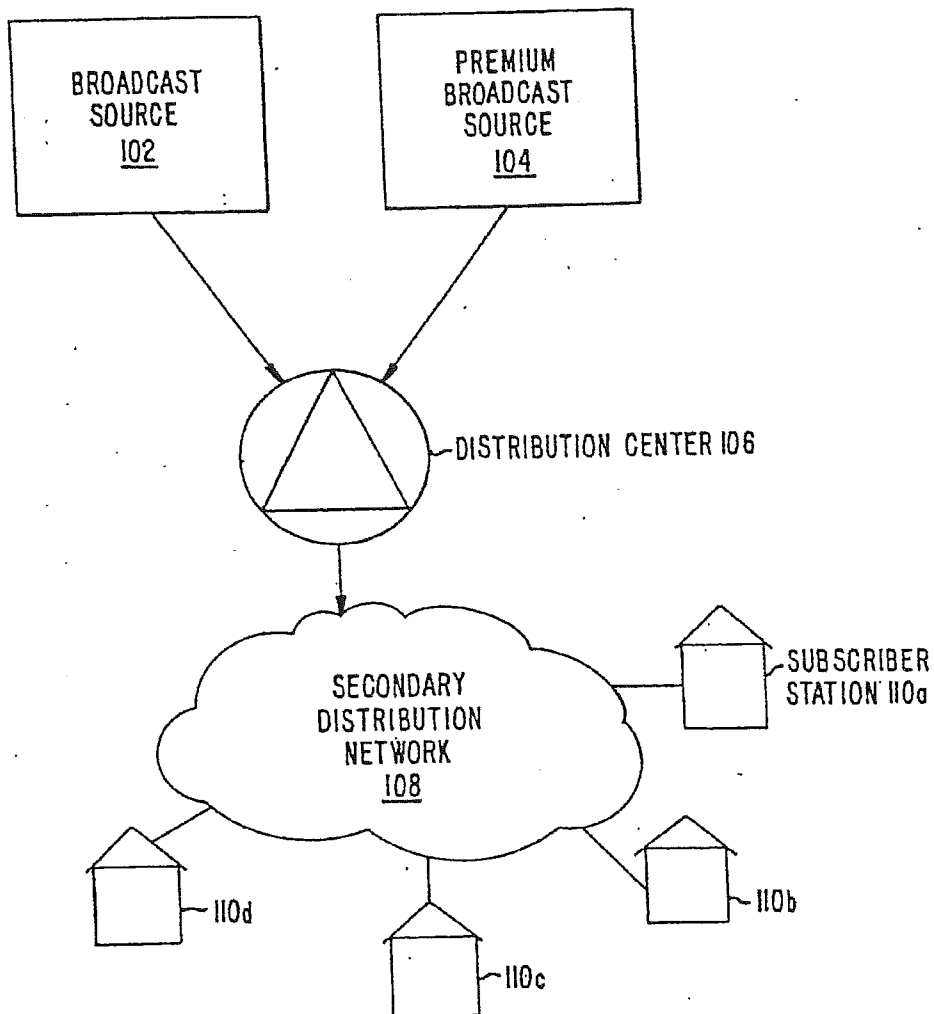 BROADCAST
SOURCE
102
PREMIUM
BROADCAST
SOURCE
104
DISTRIBUTION CENTER 106
SECONDARY
DISTRIBUTION
NETWORK
108
SUBSCRIBER
STATION 110a
110b
110c
110d